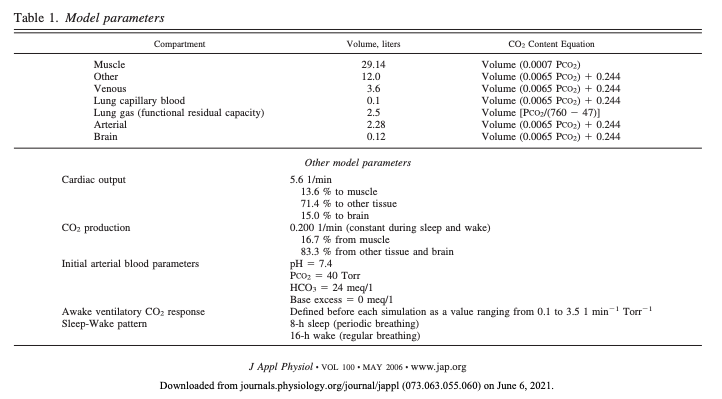 Table 1. Model parameters
Compartment Volume, liters CO2 Content Equation
Muscle 29.14 Volume (0.0007 PCO2)
Other 12.0 Volume (0.0065 PCO2) + 0.244
Venous 3.6 Volume (0.0065 PCO2) + 0.244
Lung capillary blood 0.1 Volume (0.0065 PCO2) + 0.244
Lung gas (functional residual capacity) 2.5 Volume [PCO2/(760 − 47)]
Arterial 2.28 Volume (0.0065 PCO2) + 0.244
Brain 0.12 Volume (0.0065 PCO2) + 0.244
Other model parameters
Cardiac output 5.6 1/min
13.6 % to muscle
71.4 % to other tissue
15.0 % to brain
CO2 production 0.200 1/min (constant during sleep and wake)
16.7 % from muscle
83.3 % from other tissue and brain
Initial arterial blood parameters pH = 7.4
PCO2 = 40 Torr
HCO3 = 24 meq/1
Base excess = 0 meq/1
Awake ventilatory CO2 response Defined before each simulation as a value ranging from 0.1 to 3.5 1 min−1 Torr−1
Sleep-Wake pattern 8-h sleep (periodic breathing)
16-h wake (regular breathing)
J Appl Physiol • VOL 100 • MAY 2006 • www.jap.org
Downloaded from journals.physiology.org/journal/jappl (073.063.055.060) on June 6, 2021.